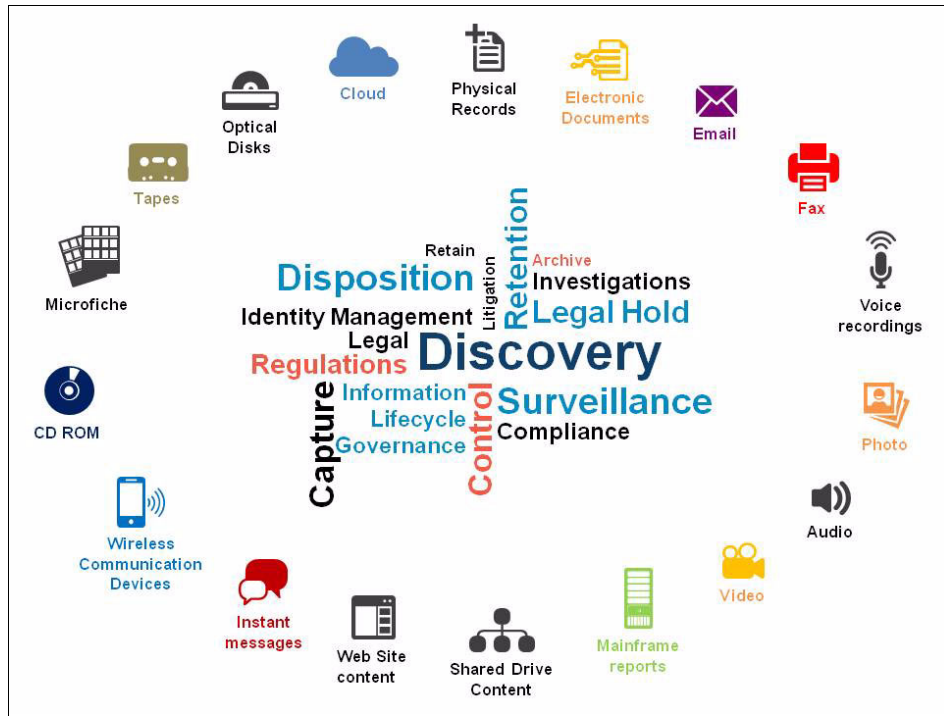 Cloud
Physical
Records
Electronic
Documents
Email
Fax
Voice
recordings
Photo
Audio
Video
Mainframe
reports
Shared Drive
Content
Web Site
content
Instant
messages
Wireless
Communication
Devices
CD ROM
Microfiche
Tapes
Optical
Disks
Retain
Disposition
Litigation
Retention
Archive
Investigations
Legal Hold
Identity Management
Legal
Discovery
Regulations
Capture
Information
Lifecycle
Governance
Control
Surveillance
Compliance